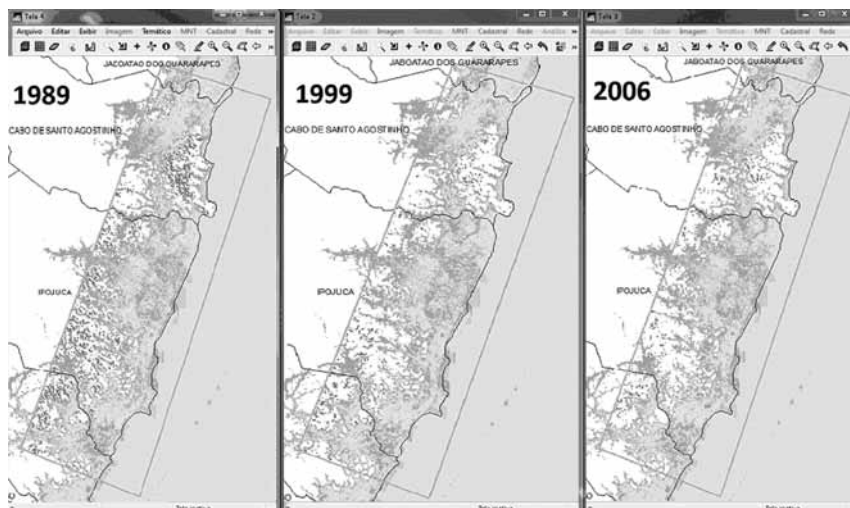 Tela 4
Arquivo Editar Exibir Imagem Temático MNT Cadastral Rede
JABOATAO DOS GUARARAPES
1989
CABO DE SANTO AGOSTINHO
IPOJUCA
Tela 2
Arquivo Editar Exibir Imagem Temático MNT Cadastral Rede Análise
JABOATAO DOS GUARARAPES
1999
CABO DE SANTO AGOSTINHO
IPOJUCA
Tela 3
Arquivo Editar Exibir Imagem Temático MNT Cadastral Rede
JABOATAO DOS GUARARAPES
2006
CABO DE SANTO AGOSTINHO
IPOJUCA